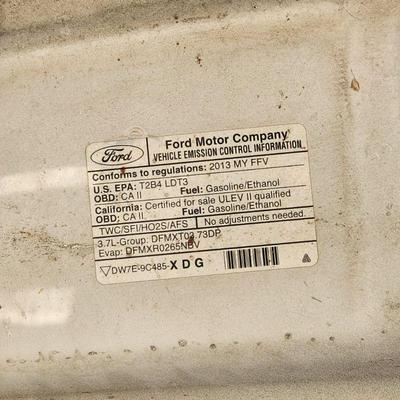 Ford
Ford Motor Company
VEHICLE EMISSION CONTROL INFORMATION
Conforms to regulations: 2013 MY FFV
U.S. EPA: T2B4 LDT3
OBD: CA II Fuel: Gasoline/Ethanol
California: Certified for sale ULEV II qualified
OBD: CA II Fuel: Gasoline/Ethanol
TWC/SFI/HO2S/AFS No adjustments needed.
3.7L-Group: DFMXT03.73DP
Evap: DFMXR0265NBV
DW7E-9C485-XDG